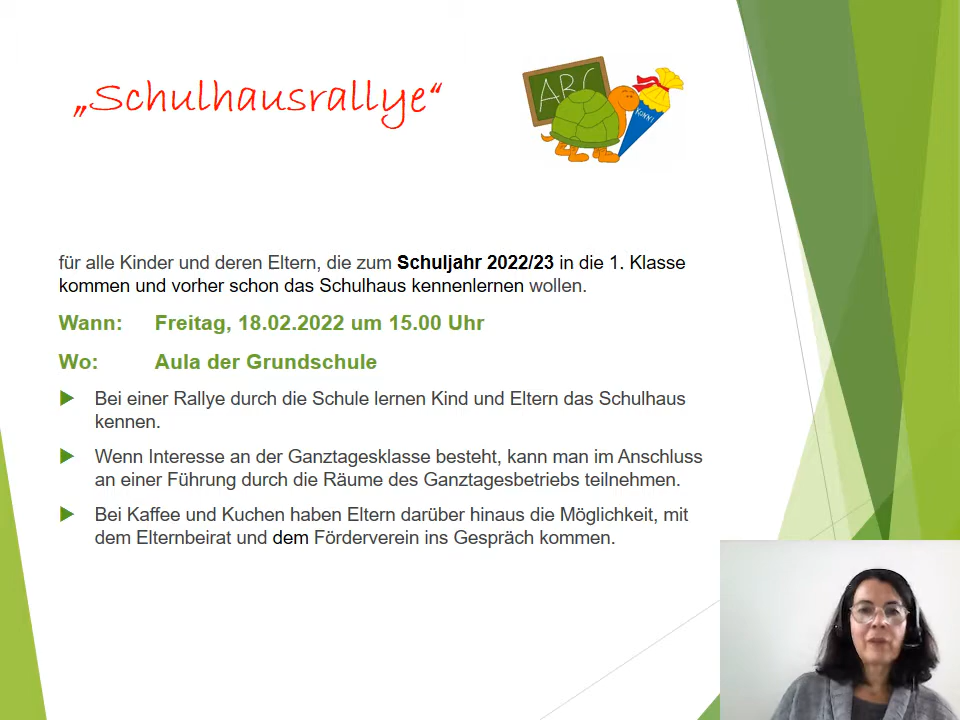 „Schulhausrallye“
ABC
KONNI
für alle Kinder und deren Eltern, die zum Schuljahr 2022/23 in die 1. Klasse
kommen und vorher schon das Schulhaus kennenlernen wollen.
Wann: Freitag, 18.02.2022 um 15.00 Uhr
Wo: Aula der Grundschule
Bei einer Rallye durch die Schule lernen Kind und Eltern das Schulhaus
kennen.
Wenn Interesse an der Ganztagesklasse besteht, kann man im Anschluss
an einer Führung durch die Räume des Ganztagesbetriebs teilnehmen.
Bei Kaffee und Kuchen haben Eltern darüber hinaus die Möglichkeit, mit
dem Elternbeirat und dem Förderverein ins Gespräch kommen.